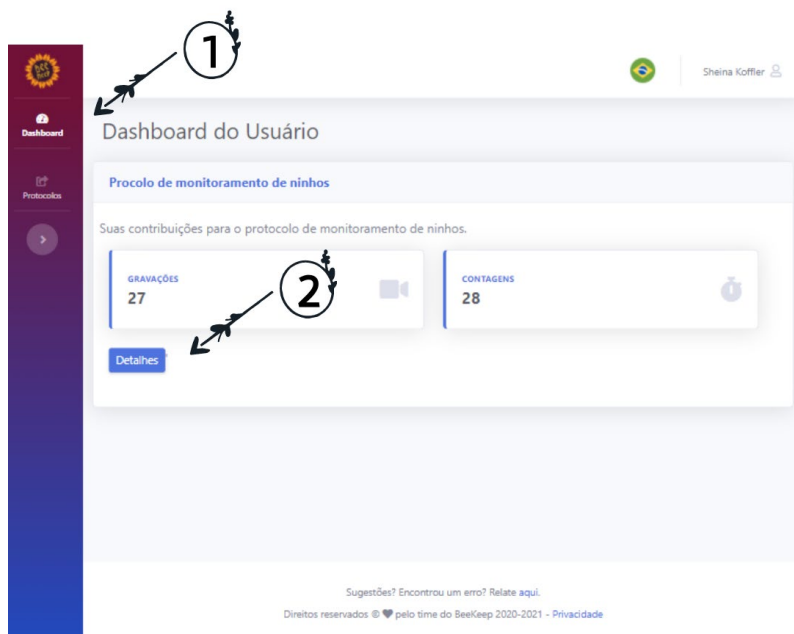 1
BEE
KEEP
Sheina Koffler
Dashboard
Dashboard do Usuário
Protocolos
Procolo de monitoramento de ninhos
Suas contribuições para o protocolo de monitoramento de ninhos.
GRAVAÇÕES
27
2
CONTAGENS
28
Detalhes
Sugestões? Encontrou um erro? Relate aqui.
Direitos reservados © pelo time do BeeKeep 2020-2021 - Privacidade